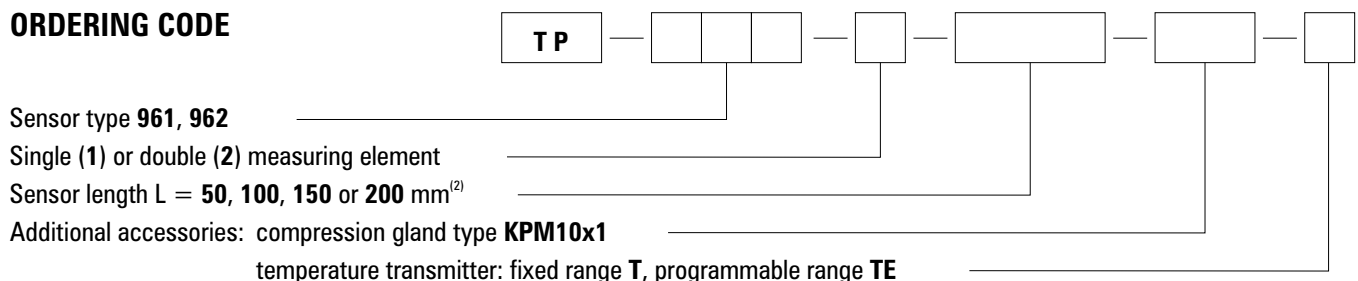 ORDERING CODE
T P
Sensor type 961, 962
Single (1) or double (2) measuring element
Sensor length L = 50, 100, 150 or 200 mm(2)
Additional accessories: compression gland type KPM10x1
temperature transmitter: fixed range T, programmable range TE